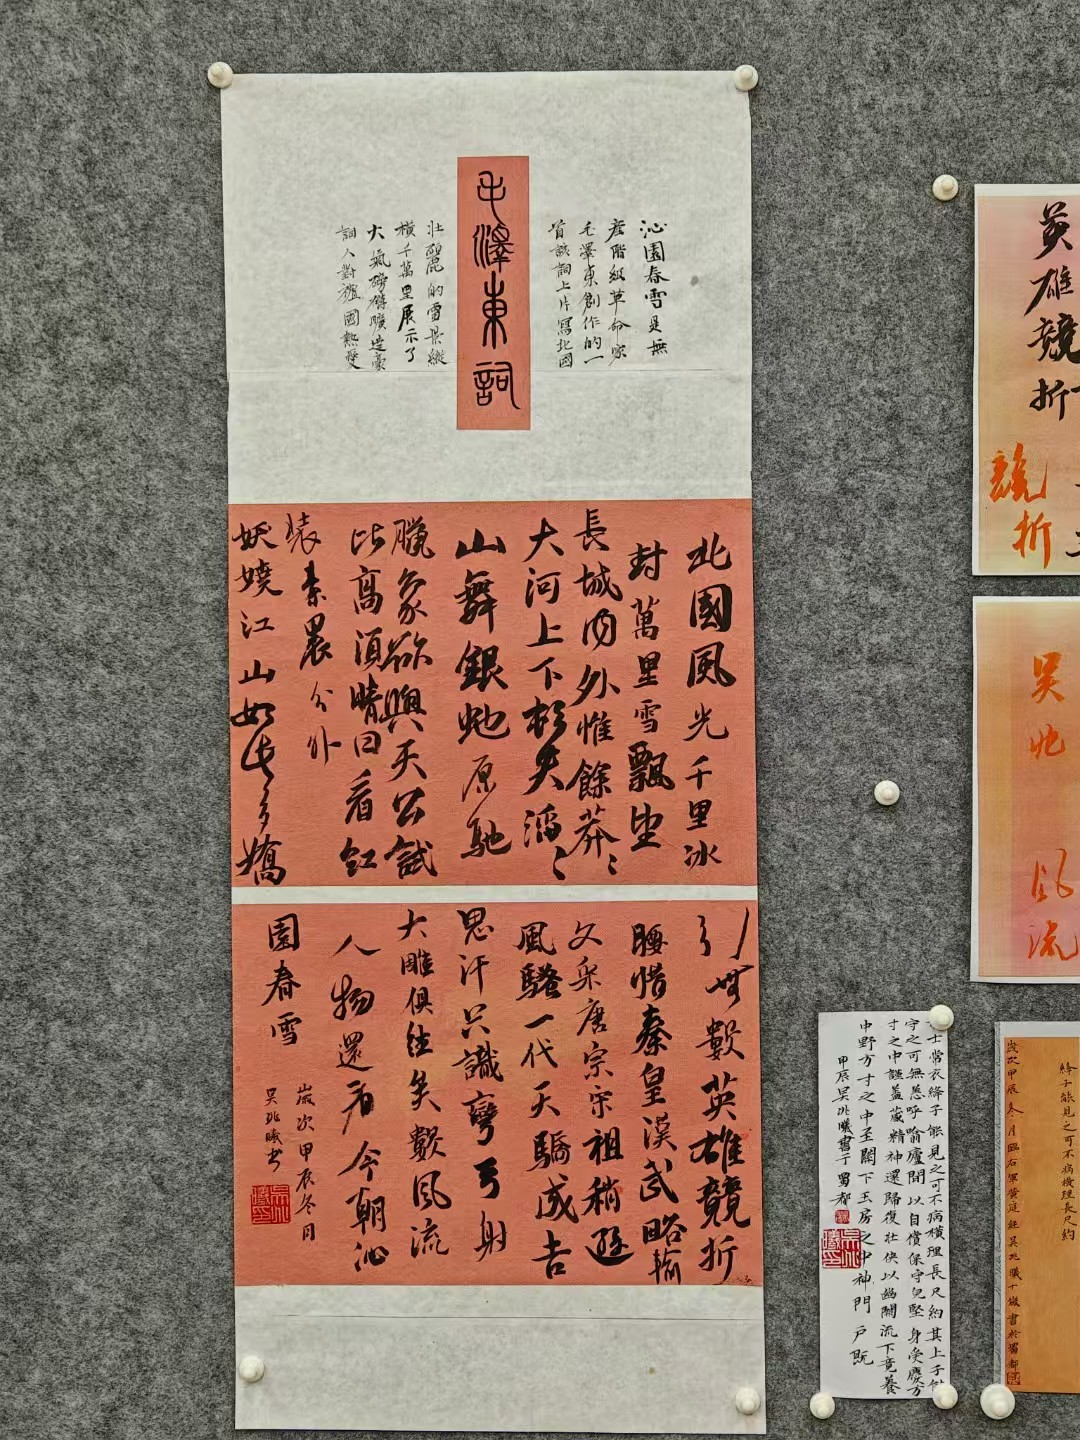 毛澤東詞
沁園春雪是無
產階級革命家
毛澤東創作的一
首該詞上片寫北國
壯麗的雪景縱
橫千萬里展示了
大氣磅礴曠達豪
詞人對祖國熱愛
北國風光千里冰
封萬里雪飄望
長城內外惟餘莽〻
大河上下頓失滔〻
山舞銀蛇原馳
臘象欲與天公試
比高須晴日看紅
裝素裹分外
妖嬈江山如此多嬌
引無數英雄競折
腰惜秦皇漢武略輸
文采唐宗宋祖稍遜
風騷一代天驕成吉
思汗只識彎弓射
大雕俱往矣數風流
人物還看今朝沁
園春雪
歲次甲辰冬月
吳兆曦書
英雄競折
競折
吳兆
風流
士常衣絳子能見之可不病橫理長尺約其上子
守之可無恙呼噏廬間以自償保守兒堅身受慶方
寸之中謹蓋藏精神還歸復壯俠以幽闕流下竟養
中野方寸之中至關下玉房之中神門戶既
甲辰吳兆曦書于蜀都
絳子能見之可不病橫理長尺約
歲次甲辰冬月臨右軍黃庭經吳兆曦十歲書於蜀都